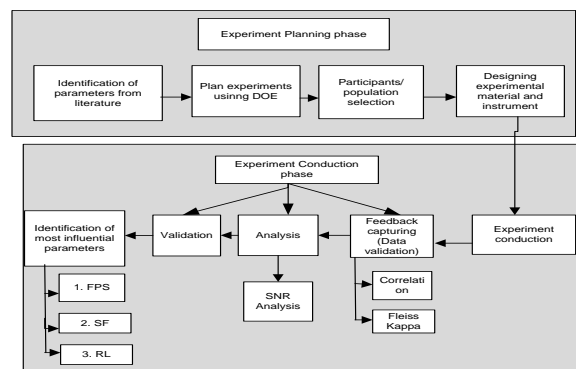 Experiment Planning phase
Identification of
parameters from
literature
Plan experiments
usinng DOE
Participants/
population
selection
Designing
experimental
material and
instrument
Experiment Conduction
phase
Identification of
most influential
parameters
Validation
Analysis
Feedback
capturing
(Data
validation)
Experiment
conduction
1. FPS
2. SF
3. RL
SNR
Analysis
Correlati
on
Fleiss
Kappa